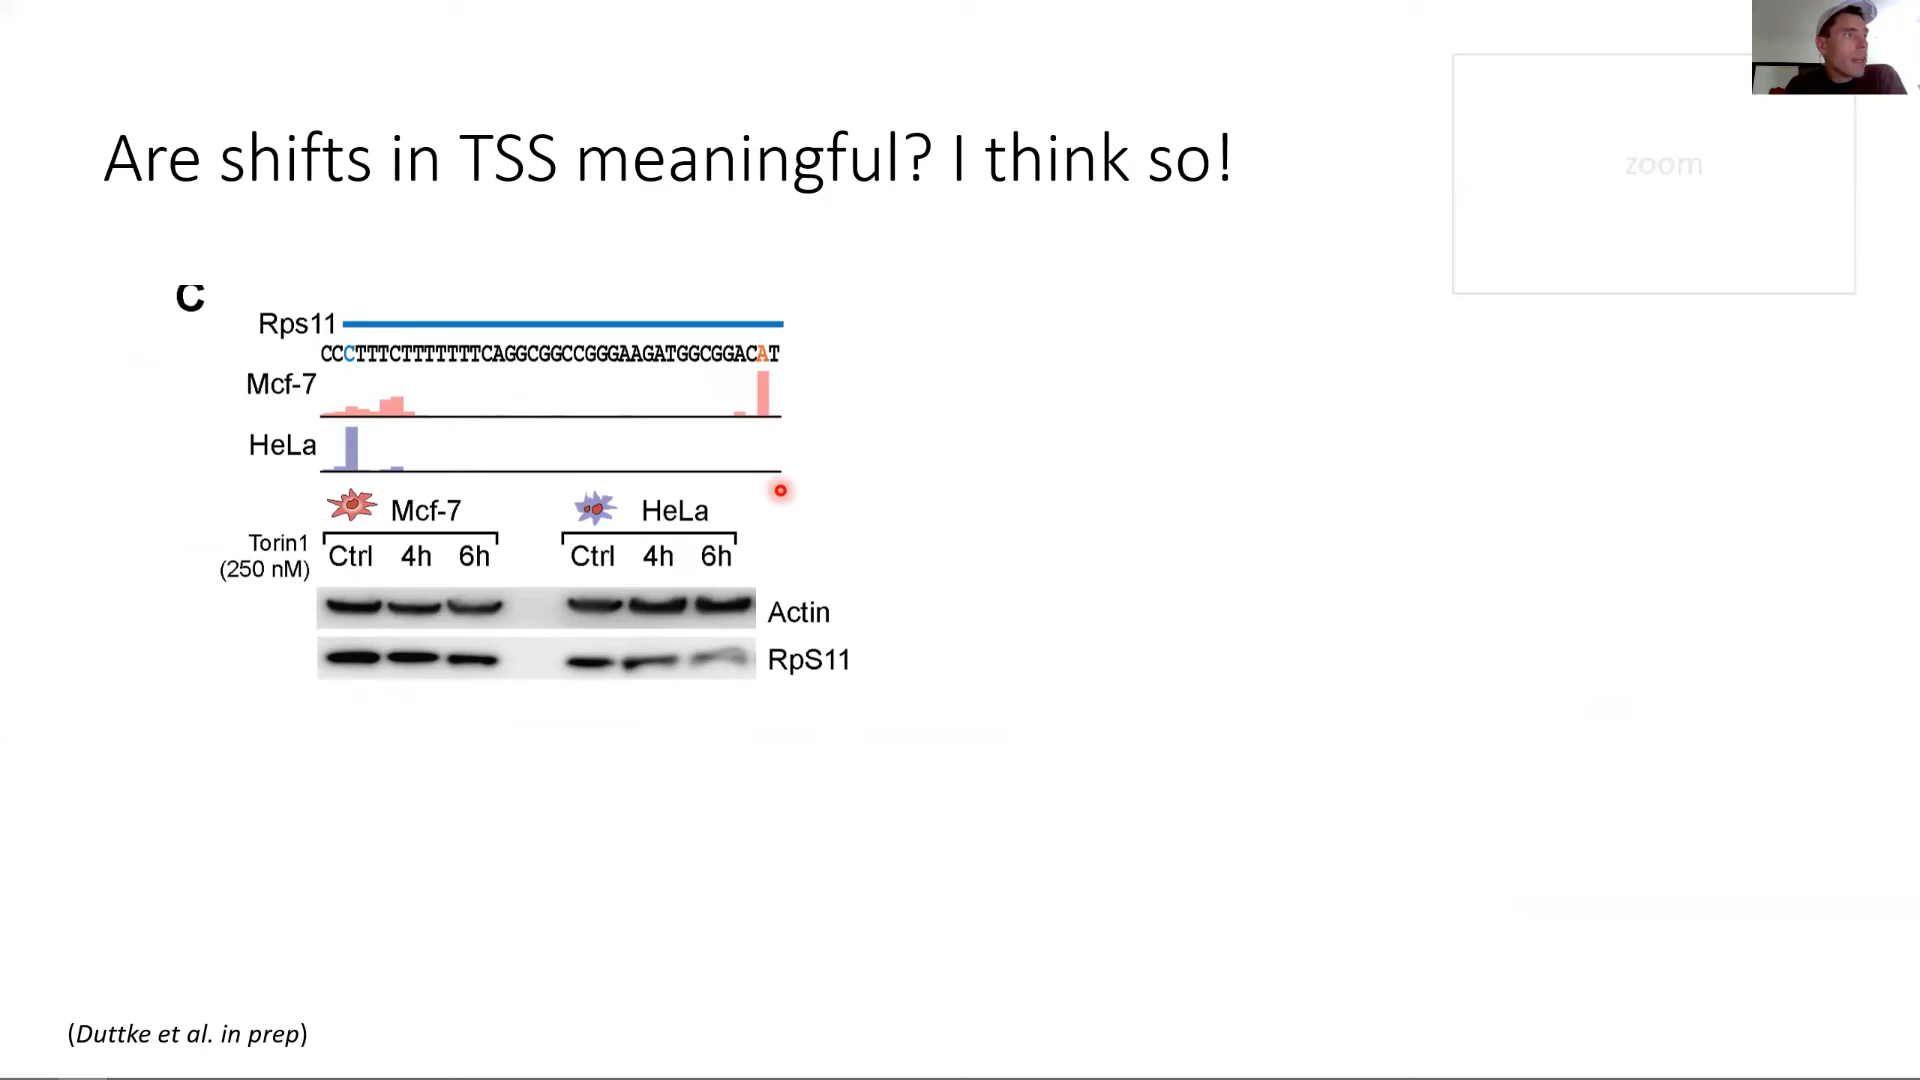 Are shifts in TSS meaningful? I think so!
zoom
C
Rps11
CCCTTTCTTTTTTTCAGGCGGCCGGGAAGATGGCGGACAT
Mcf-7
HeLa
Mcf-7 HeLa
Torin1 (250 nM) Ctrl 4h 6h Ctrl 4h 6h
Actin
RpS11
(Duttke et al. in prep)